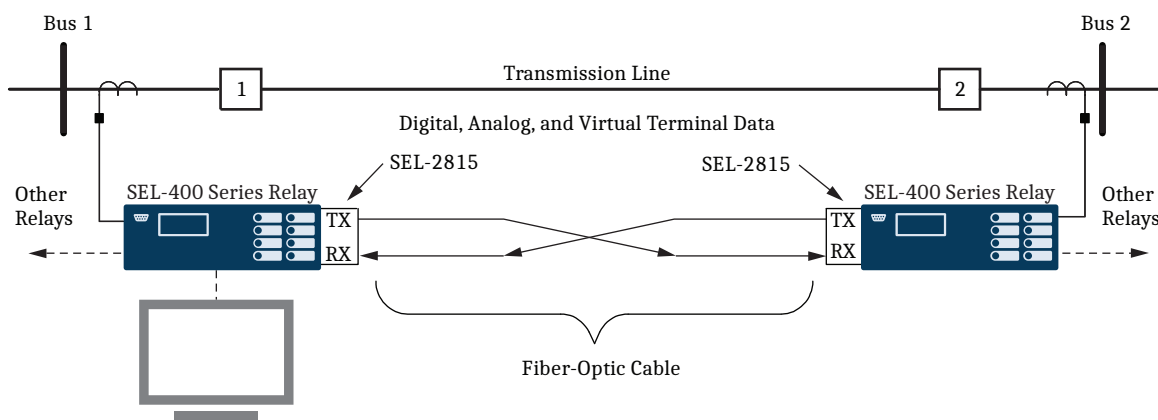 Bus 1
Bus 2
Transmission Line
1
2
Digital, Analog, and Virtual Terminal Data
SEL-2815
SEL-2815
Other
Relays
SEL-400 Series Relay
SEL-400 Series Relay
Other
Relays
TX
TX
RX
RX
Fiber-Optic Cable